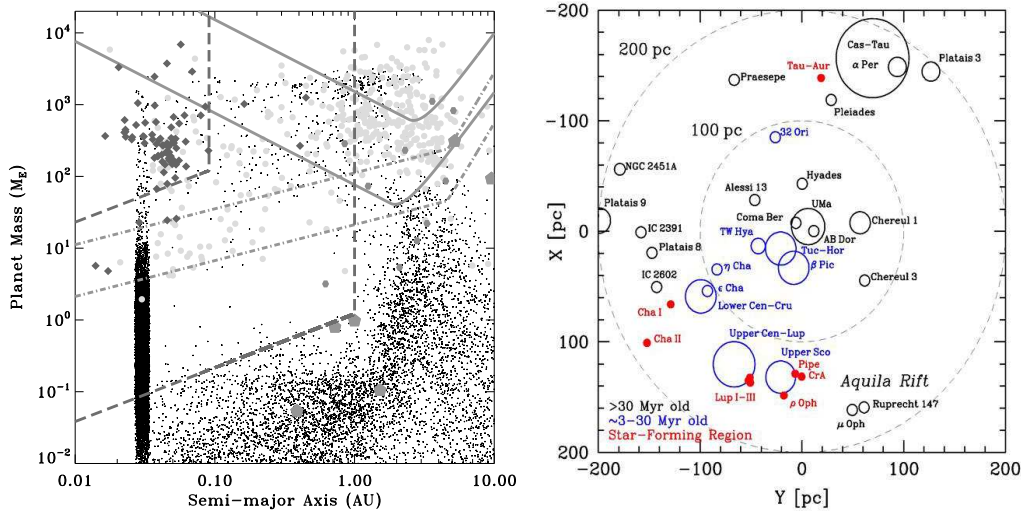 10^4
10^3
10^2
10^1
10^0
10^-1
10^-2
Planet Mass (M_E)
0.01
0.10
1.00
10.00
Semi-major Axis (AU)
-200
-100
0
100
200
X [pc]
200 pc
100 pc
Cas-Tau
α Per
Platais 3
Tau-Aur
Praesepe
Pleiades
32 Ori
NGC 2451A
Hyades
Alessi 13
Platais 9
UMa
Coma Ber
Chereul 1
IC 2391
AB Dor
TW Hya
Platais 8
Tuc-Hor
η Cha
β Pic
IC 2602
Chereul 3
ε Cha
Lower Cen-Cru
Cha I
Cha II
Upper Cen-Lup
Upper Sco
Pipe
CrA
Lup I-III
ρ Oph
Aquila Rift
Ruprecht 147
μ Oph
>30 Myr old
~3-30 Myr old
Star-Forming Region
-200
-100
0
100
200
Y [pc]